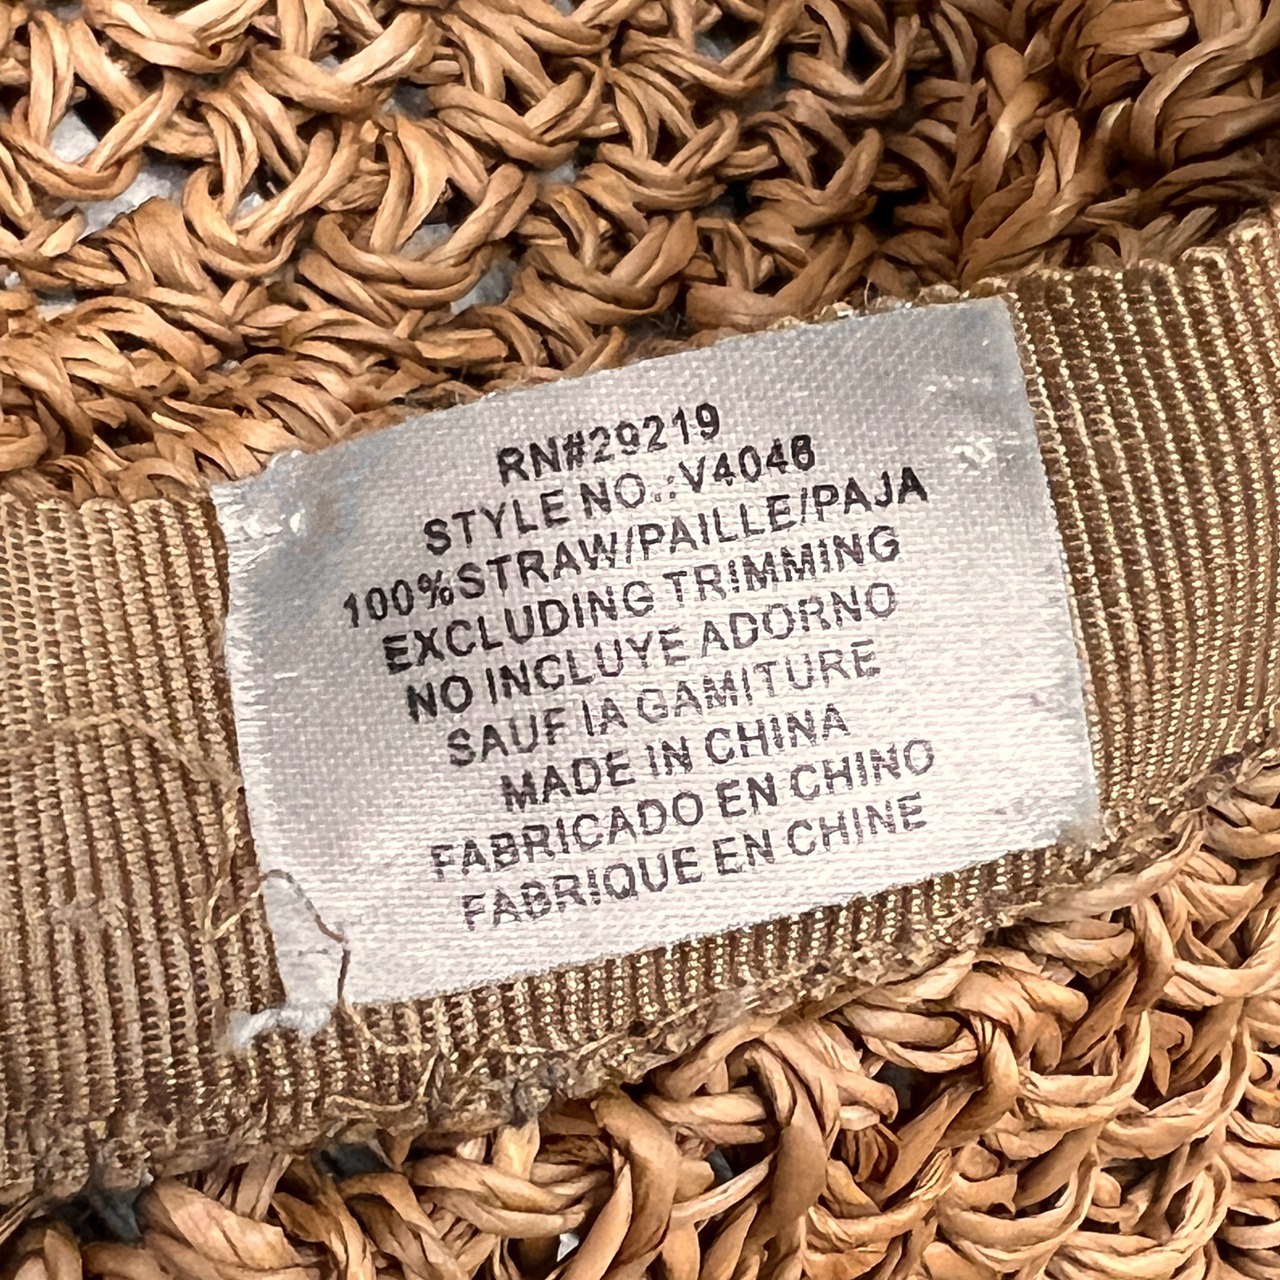 RN#29219
STYLE NO.:V4046
100%STRAW/PAILLE/PAJA
EXCLUDING TRIMMING
NO INCLUYE ADORNO
SAUF IA GAMITURE
MADE IN CHINA
FABRICADO EN CHINO
FABRIQUE EN CHINE